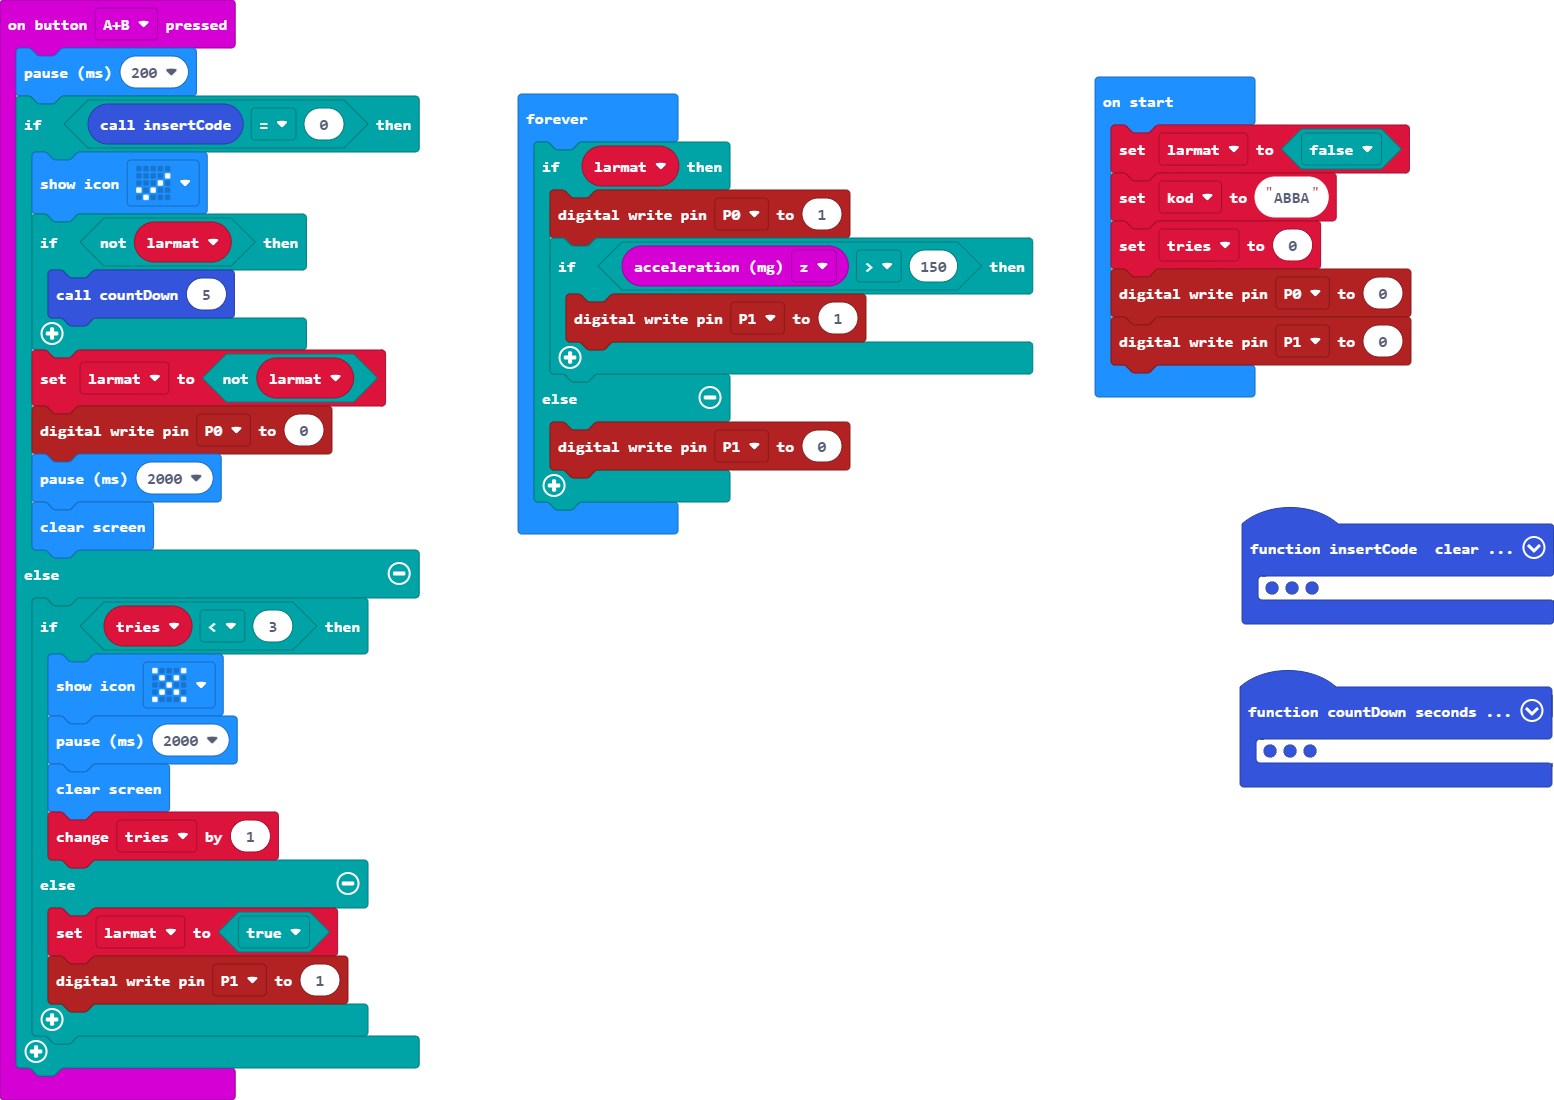 on button A+B pressed
pause (ms) 200
if call insertCode = 0 then
show icon
if not larmat then
call countDown 5
set larmat to not larmat
digital write pin P0 to 0
pause (ms) 2000
clear screen
else
if tries < 3 then
show icon
pause (ms) 2000
clear screen
change tries by 1
else
set larmat to true
digital write pin P1 to 1
forever
if larmat then
digital write pin P0 to 1
if acceleration (mg) z > 150 then
digital write pin P1 to 1
else
digital write pin P1 to 0
on start
set larmat to false
set kod to "ABBA"
set tries to 0
digital write pin P0 to 0
digital write pin P1 to 0
function insertCode clear ...
function countDown seconds ...